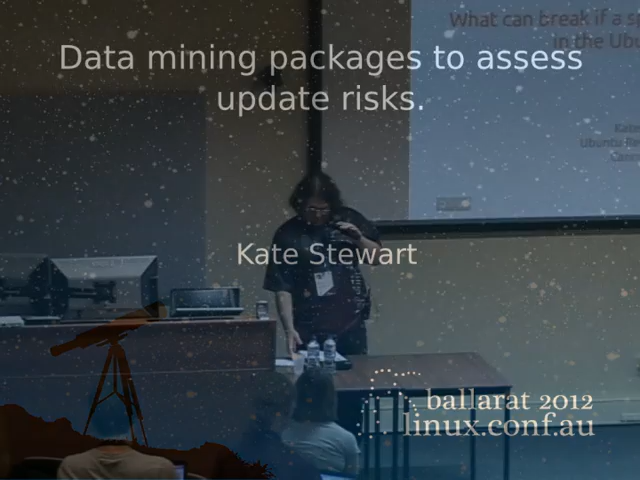 What can break if a
in the Ubu
Data mining packages to assess
update risks.
Kate Stewart
ballarat 2012
linux.conf.au